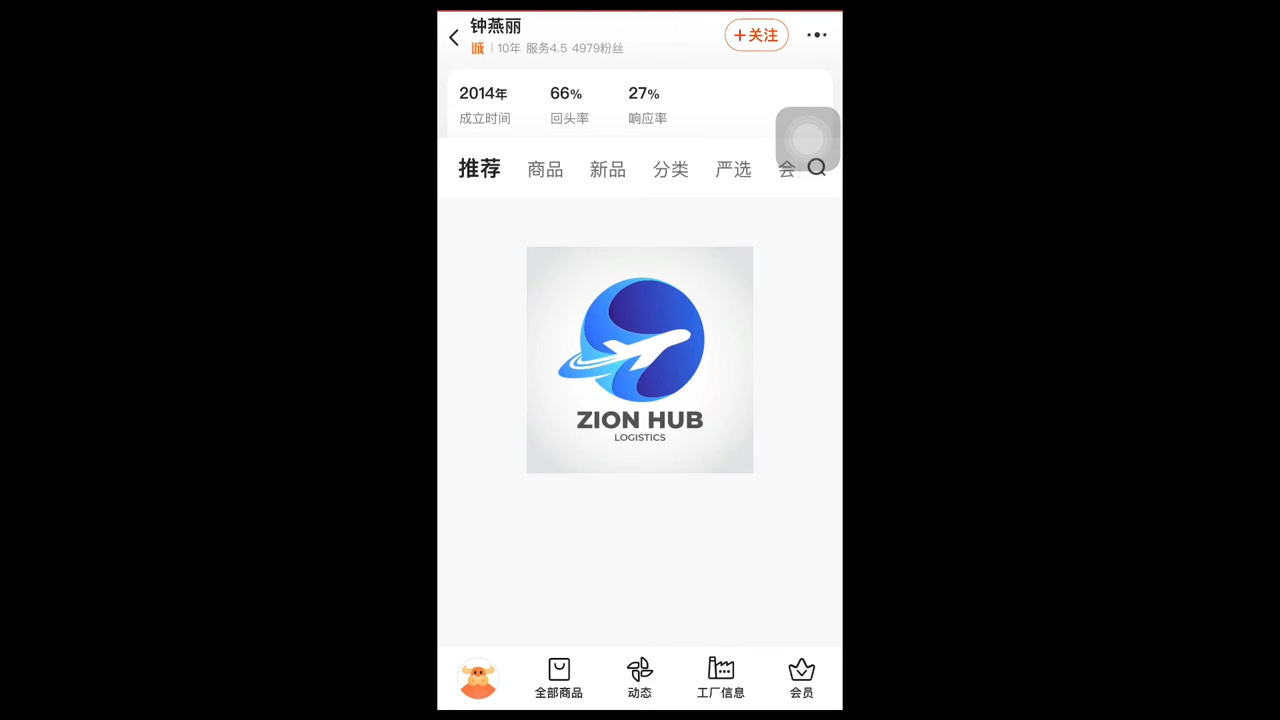 钟燕丽
+关注
诚 | 10年 服务4.5 4979粉丝
2014年 66% 27%
成立时间 回头率 响应率
推荐 商品 新品 分类 严选 会
ZION HUB
LOGISTICS
全部商品 动态 工厂信息 会员